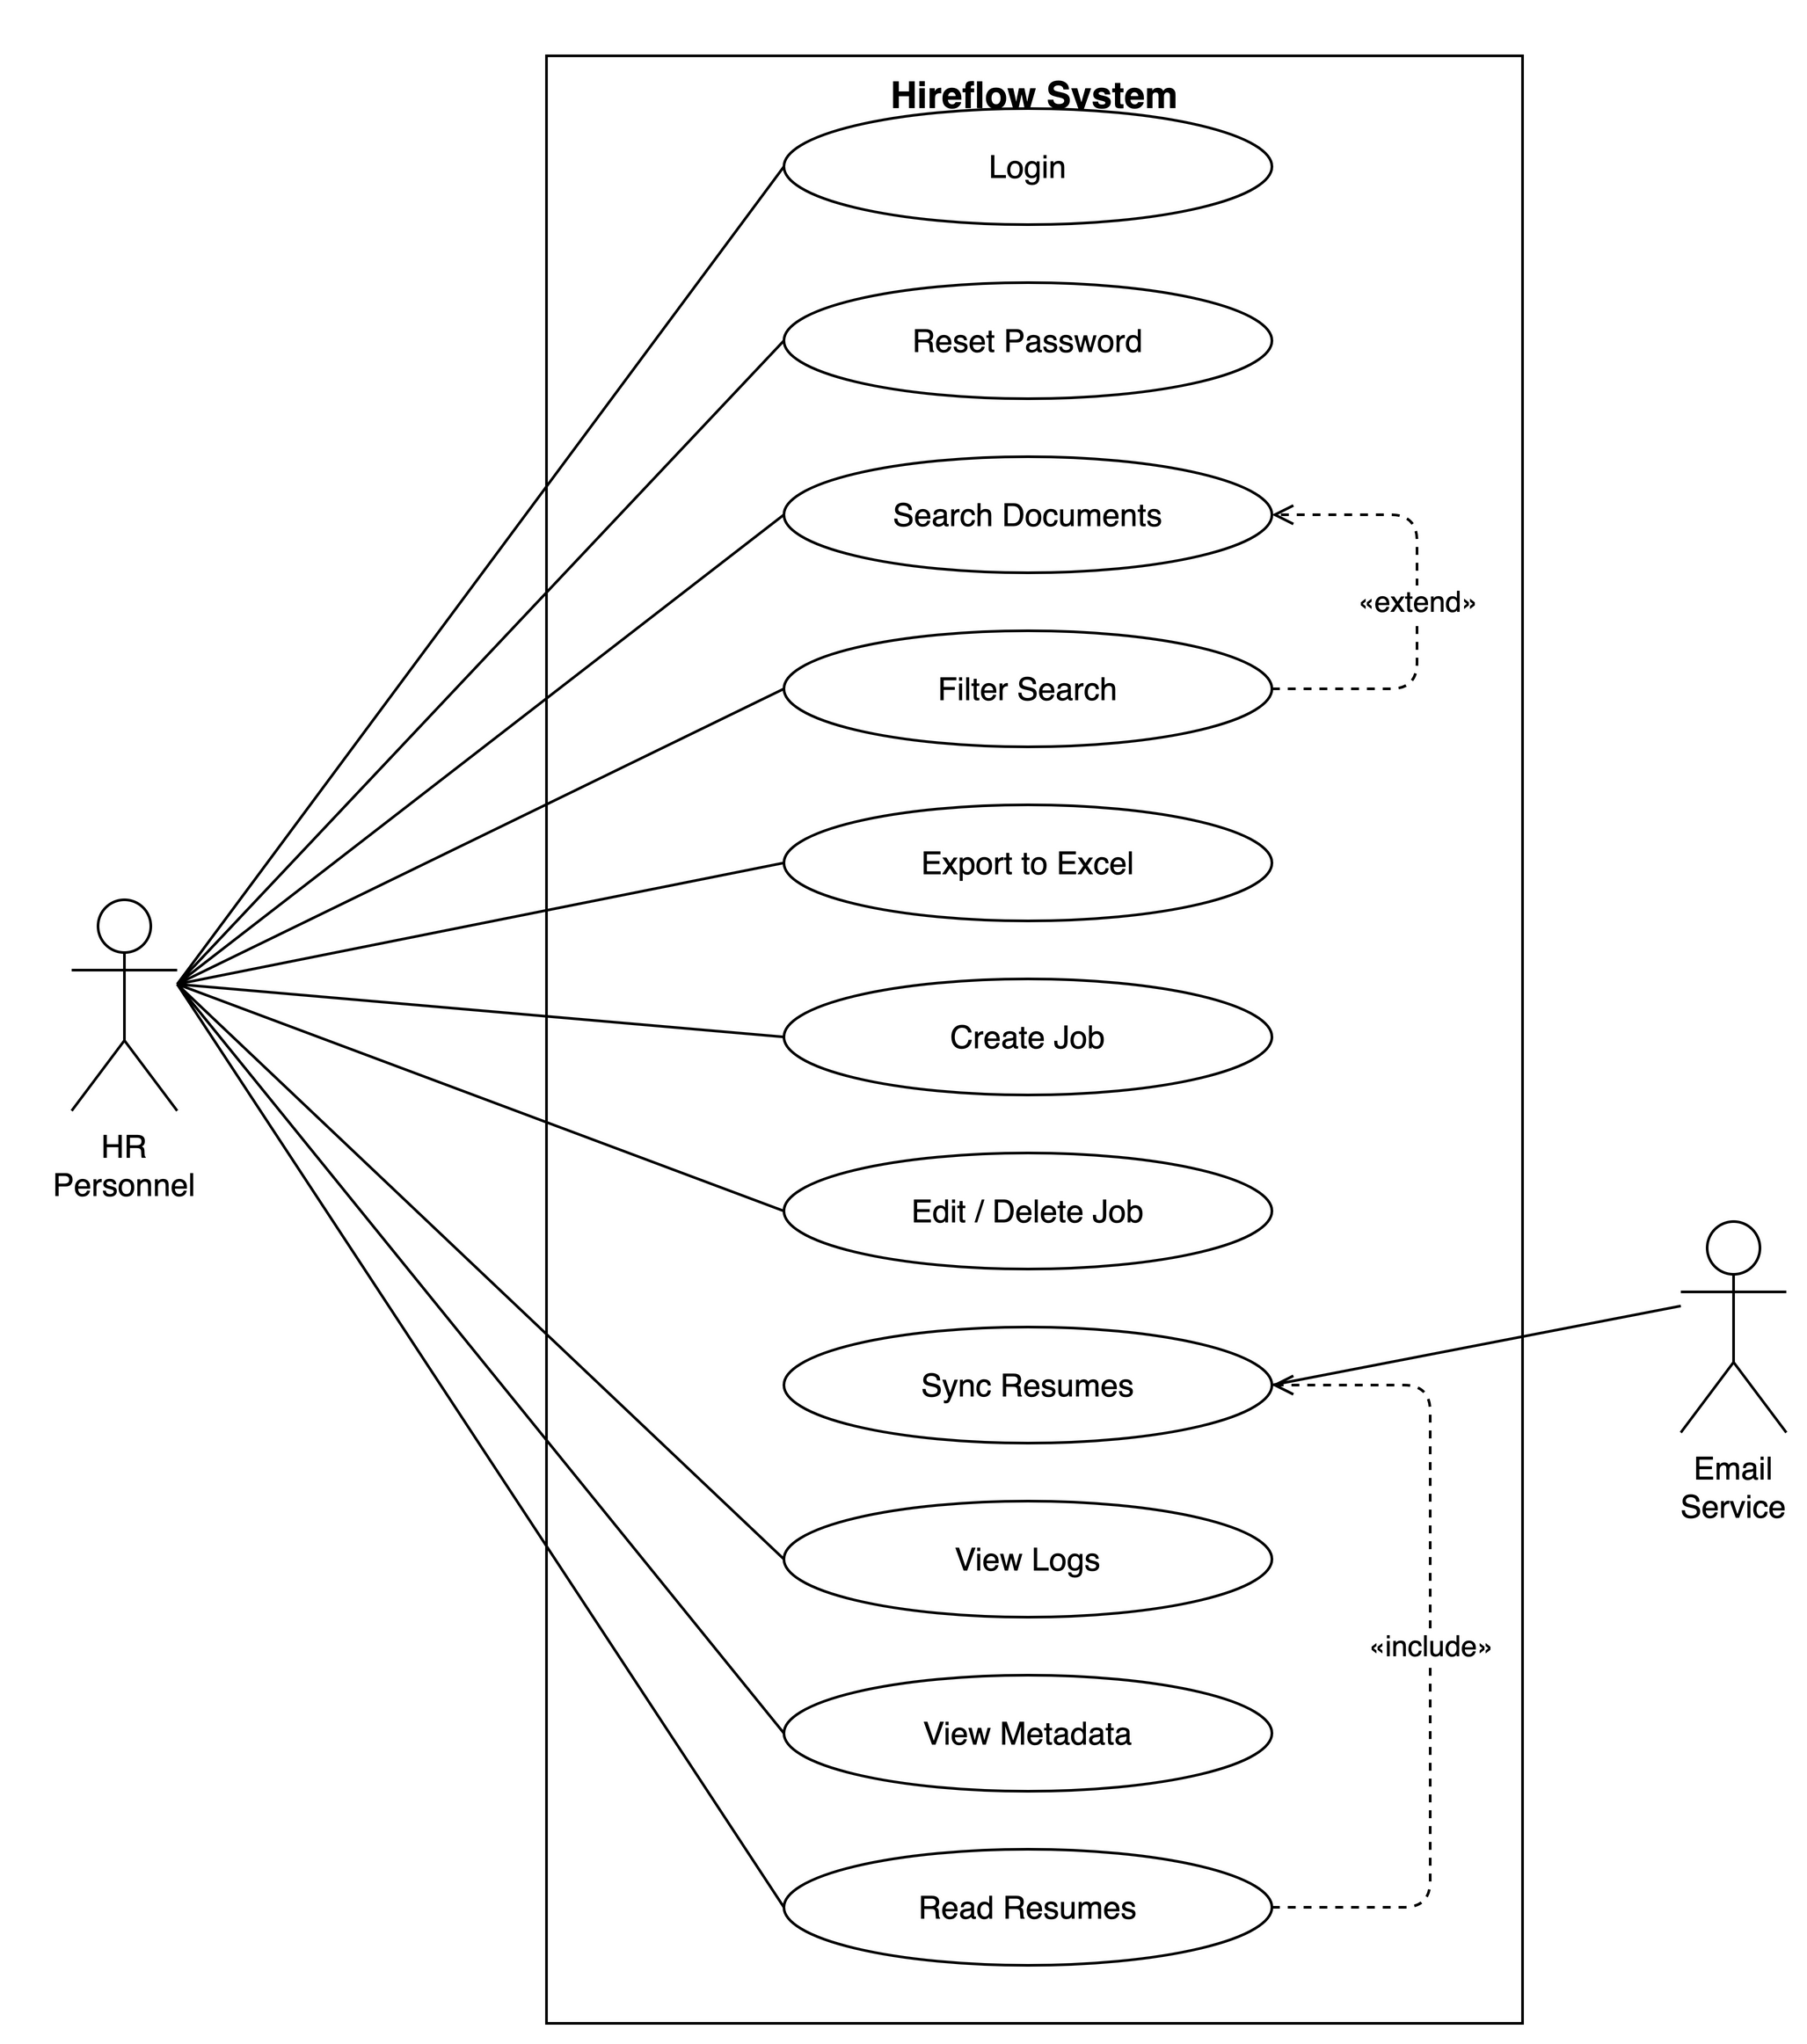 Hireflow System
Login
Reset Password
Search Documents
«extend»
Filter Search
Export to Excel
Create Job
HR
Personnel
Edit / Delete Job
Sync Resumes
Email
Service
View Logs
«include»
View Metadata
Read Resumes